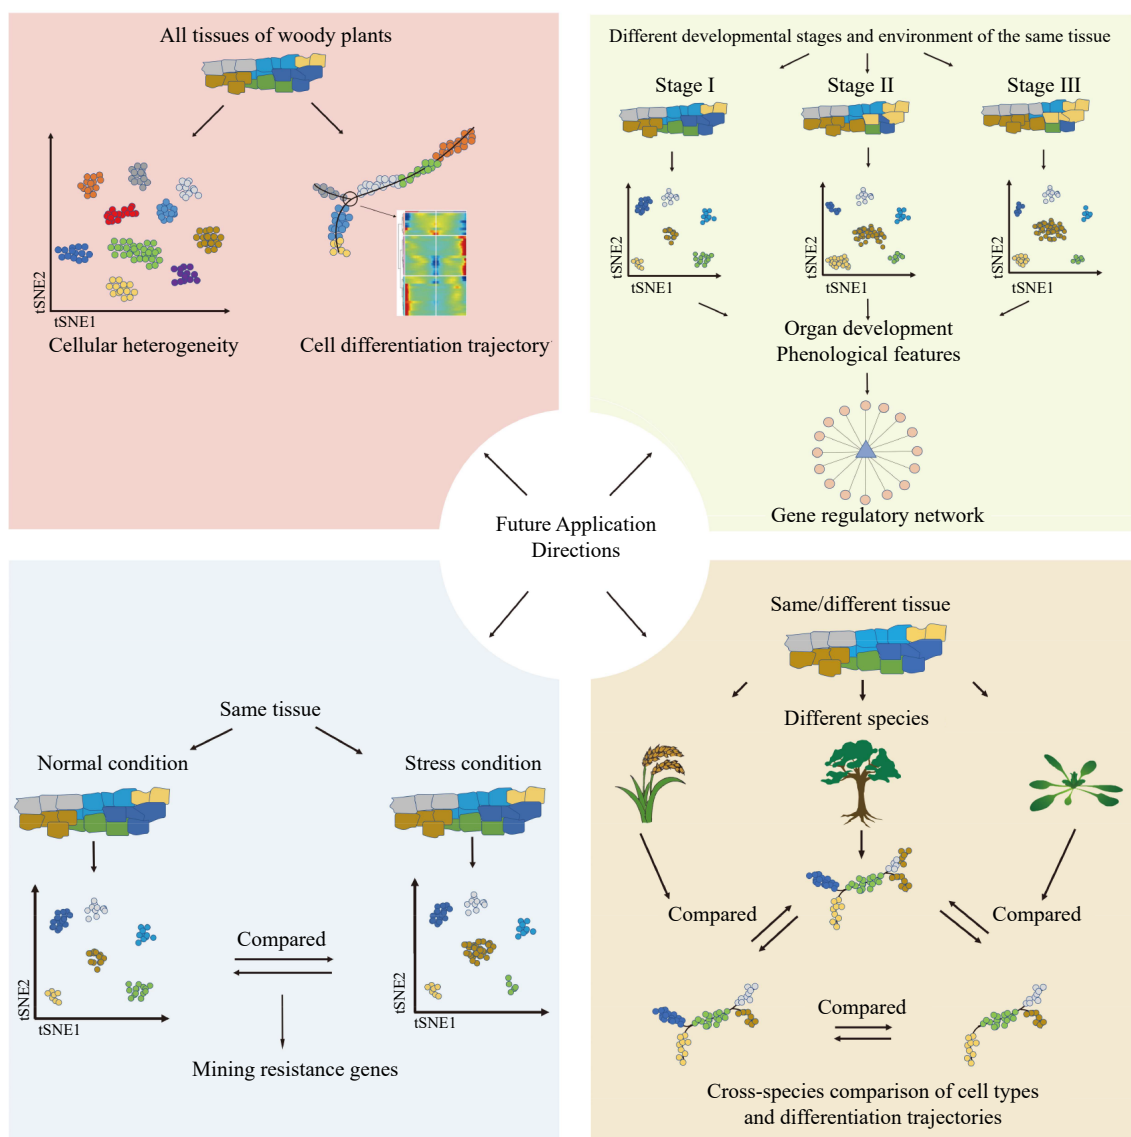 All tissues of woody plants
tSNE2
tSNE1
Cellular heterogeneity
Cell differentiation trajectory
Different developmental stages and environment of the same tissue
Stage I
Stage II
Stage III
tSNE2
tSNE1
tSNE2
tSNE1
tSNE2
tSNE1
Organ development
Phenological features
Gene regulatory network
Future Application
Directions
Same tissue
Normal condition
Stress condition
tSNE2
tSNE1
Compared
tSNE2
tSNE1
Mining resistance genes
Same/different tissue
Different species
Compared
Compared
Compared
Cross-species comparison of cell types
and differentiation trajectories